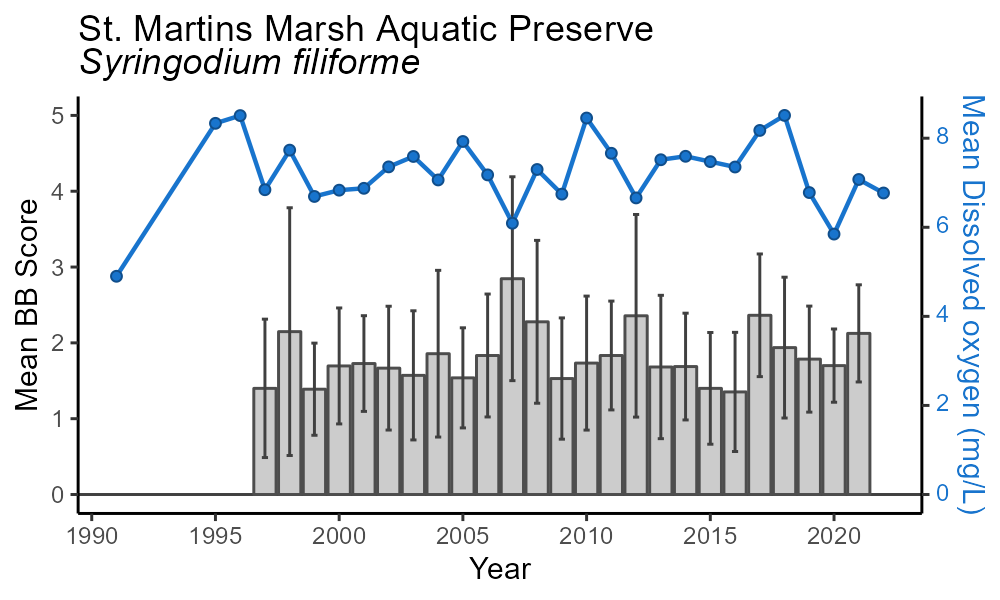 St. Martins Marsh Aquatic Preserve
Syringodium filiforme
Mean BB Score
5
4
3
2
1
0
Mean Dissolved oxygen (mg/L)
8
6
4
2
0
1990 1995 2000 2005 2010 2015 2020
Year